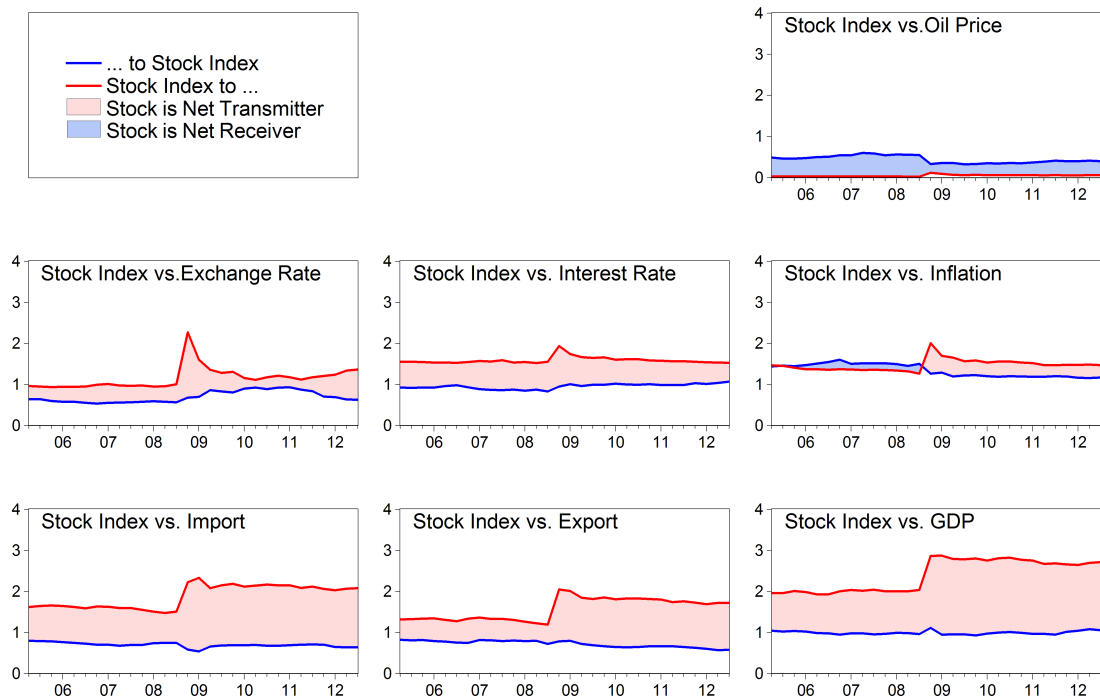 ... to Stock Index
Stock Index to ...
Stock is Net Transmitter
Stock is Net Receiver
Stock Index vs.Oil Price
4
3
2
1
0
06 07 08 09 10 11 12
Stock Index vs.Exchange Rate
4
3
2
1
0
06 07 08 09 10 11 12
Stock Index vs. Interest Rate
4
3
2
1
0
06 07 08 09 10 11 12
Stock Index vs. Inflation
4
3
2
1
0
06 07 08 09 10 11 12
Stock Index vs. Import
4
3
2
1
0
06 07 08 09 10 11 12
Stock Index vs. Export
4
3
2
1
0
06 07 08 09 10 11 12
Stock Index vs. GDP
4
3
2
1
0
06 07 08 09 10 11 12